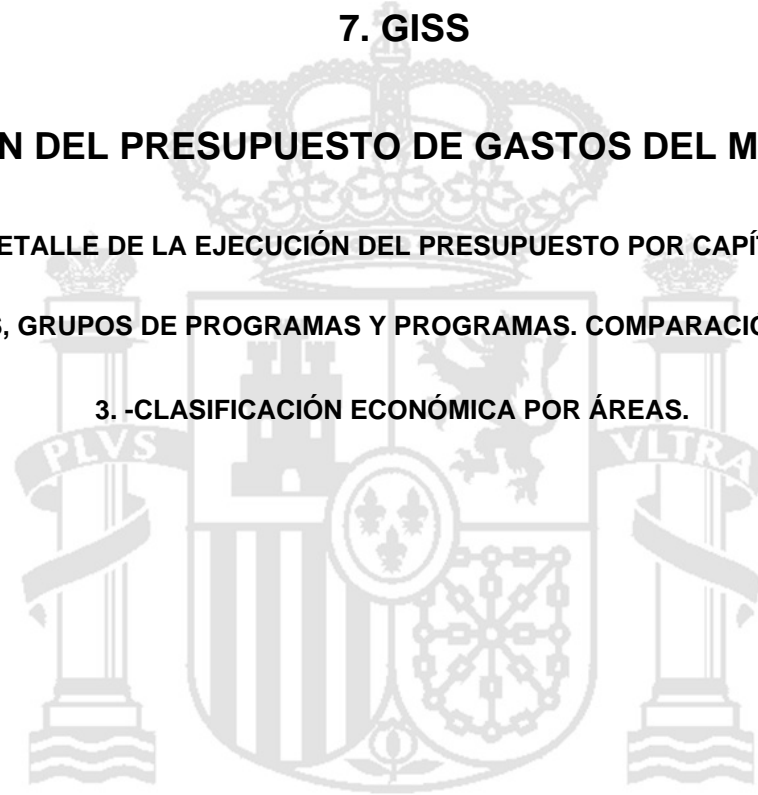 7. GISS
N DEL PRESUPUESTO DE GASTOS DEL M
ETALLE DE LA EJECUCIÓN DEL PRESUPUESTO POR CAPÍT
S, GRUPOS DE PROGRAMAS Y PROGRAMAS. COMPARACIÓ
3. -CLASIFICACIÓN ECONÓMICA POR ÁREAS.
PLVS VLTRA